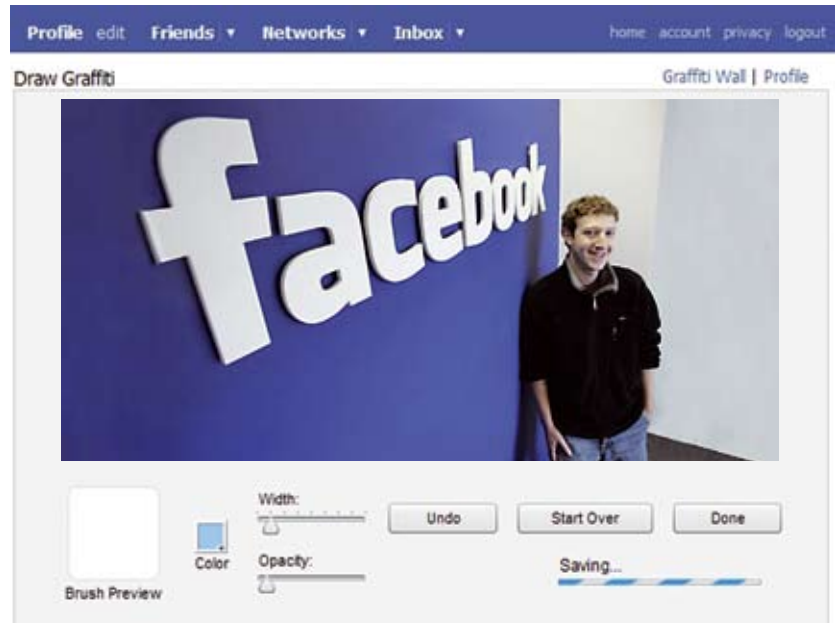 Profile edit Friends ▾ Networks ▾ Inbox ▾ home account privacy logout
Draw Graffiti Graffiti Wall | Profile
facebook
Width:
Undo Start Over Done
Color Opacity: Saving...
Brush Preview